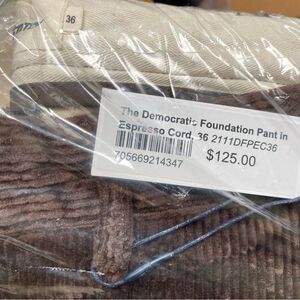 36
The Democratic Foundation Pant in
Espresso Cord, 36 2111DFPEC36
705669214347
$125.00